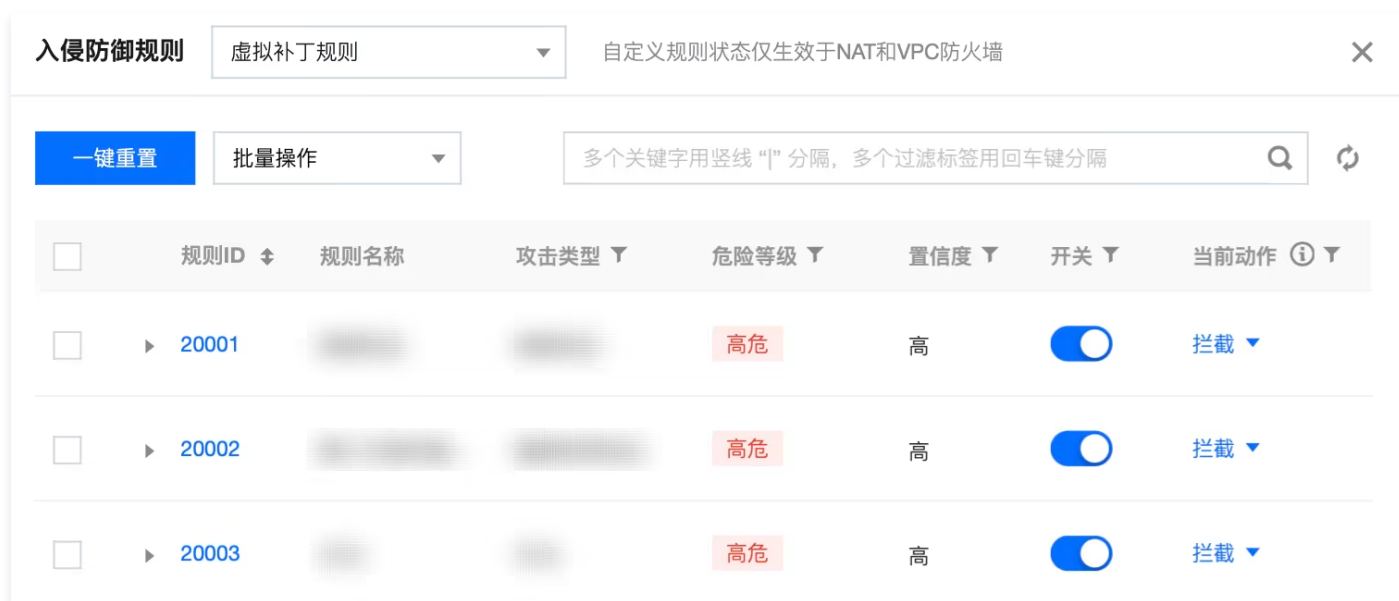 入侵防御规则 虚拟补丁规则 自定义规则状态仅生效于NAT和VPC防火墙
一键重置 批量操作 多个关键字用竖线 “|” 分隔，多个过滤标签用回车键分隔
规则ID 规则名称 攻击类型 危险等级 置信度 开关 当前动作
20001 高危 高 拦截
20002 高危 高 拦截
20003 高危 高 拦截